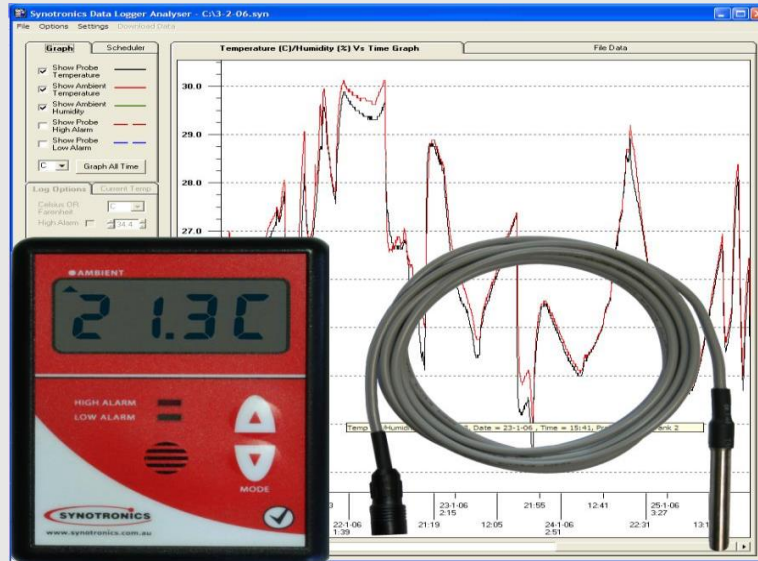 Synotronics Data Logger Analyser - C:\3-2-06.syn
File Options Settings Download Data
Graph Scheduler
Show Probe
Temperature
Show Ambient
Temperature
Show Ambient
Humidity
Show Probe
High Alarm
Show Probe
Low Alarm
C Graph All Time
Log Options Current Temp
Celsius OR
Farenheit
C
High Alarm 34.4
Temperature (C)/Humidity (%) Vs Time Graph File Data
30.0
29.0
28.0
27.0
Date = 23-1-06 , Time = 15:41,
22-1-06
1:39
21:19
23-1-06
2:15
12:05
21:55
24-1-06
2:51
12:41
22:31
25-1-06
3:27
AMBIENT
21.3C
HIGH ALARM
LOW ALARM
MODE
SYNOTRONICS
www.synotronics.com.au